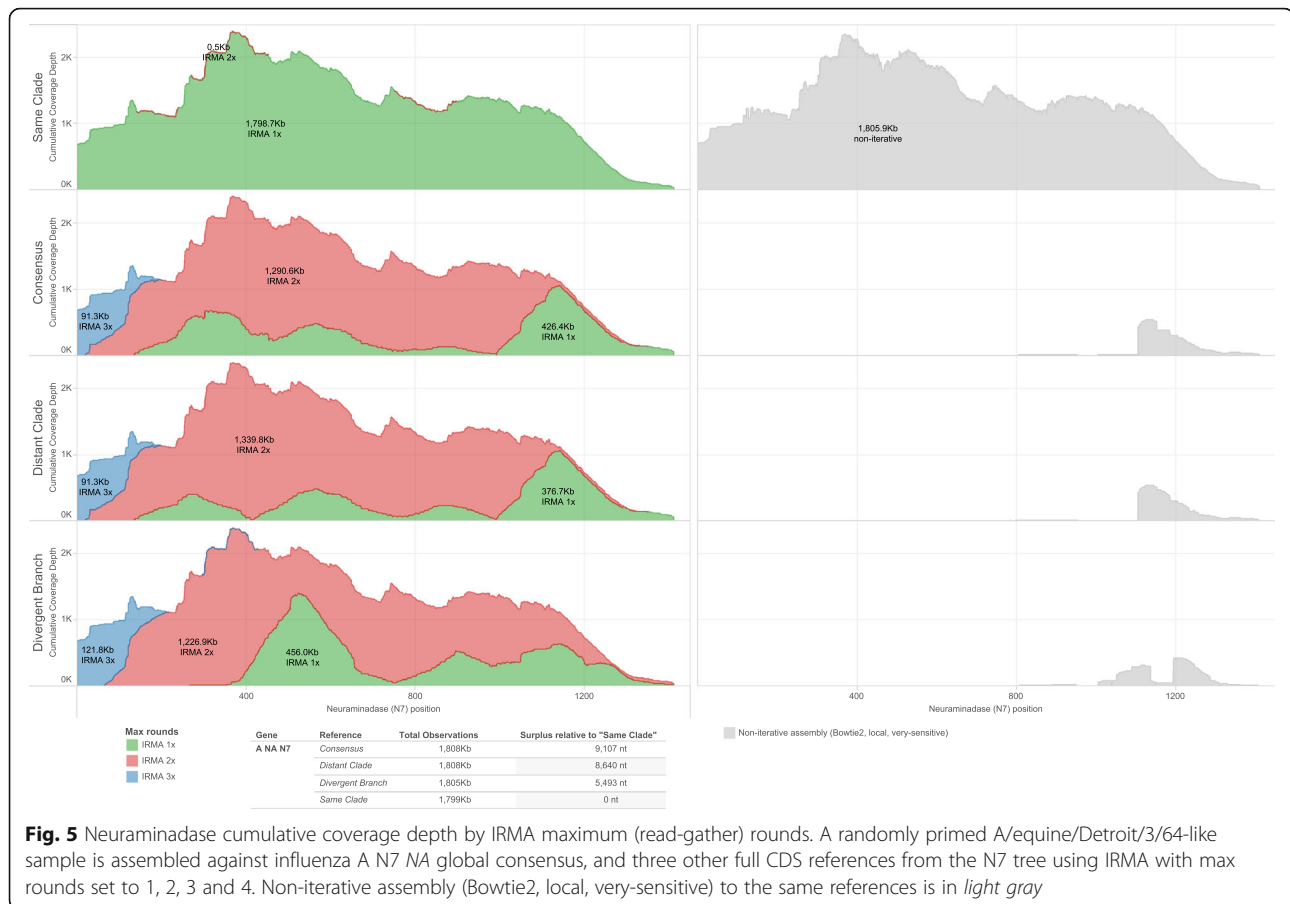 Same Clade
Cumulative Coverage Depth
2K
1K
0K
0.5Kb
IRMA 2x
1,798.7Kb
IRMA 1x
1,805.9Kb
non-iterative
Consensus
Cumulative Coverage Depth
2K
1K
0K
91.3Kb
IRMA 3x
1,290.6Kb
IRMA 2x
426.4Kb
IRMA 1x
Distant Clade
Cumulative Coverage Depth
2K
1K
0K
91.3Kb
IRMA 3x
1,339.8Kb
IRMA 2x
376.7Kb
IRMA 1x
Divergent Branch
Cumulative Coverage Depth
2K
1K
0K
121.8Kb
IRMA 3x
1,226.9Kb
IRMA 2x
456.0Kb
IRMA 1x
400 800 1200
Neuraminadase (N7) position
400 800 1200
Neuraminadase (N7) position
Max rounds
IRMA 1x
IRMA 2x
IRMA 3x
Gene Reference Total Observations Surplus relative to "Same Clade"
A NA N7 Consensus 1,808Kb 9,107 nt
Distant Clade 1,808Kb 8,640 nt
Divergent Branch 1,805Kb 5,493 nt
Same Clade 1,799Kb 0 nt
Non-iterative assembly (Bowtie2, local, very-sensitive)
Fig. 5 Neuraminadase cumulative coverage depth by IRMA maximum (read-gather) rounds. A randomly primed A/equine/Detroit/3/64-like
sample is assembled against influenza A N7 NA global consensus, and three other full CDS references from the N7 tree using IRMA with max
rounds set to 1, 2, 3 and 4. Non-iterative assembly (Bowtie2, local, very-sensitive) to the same references is in light gray